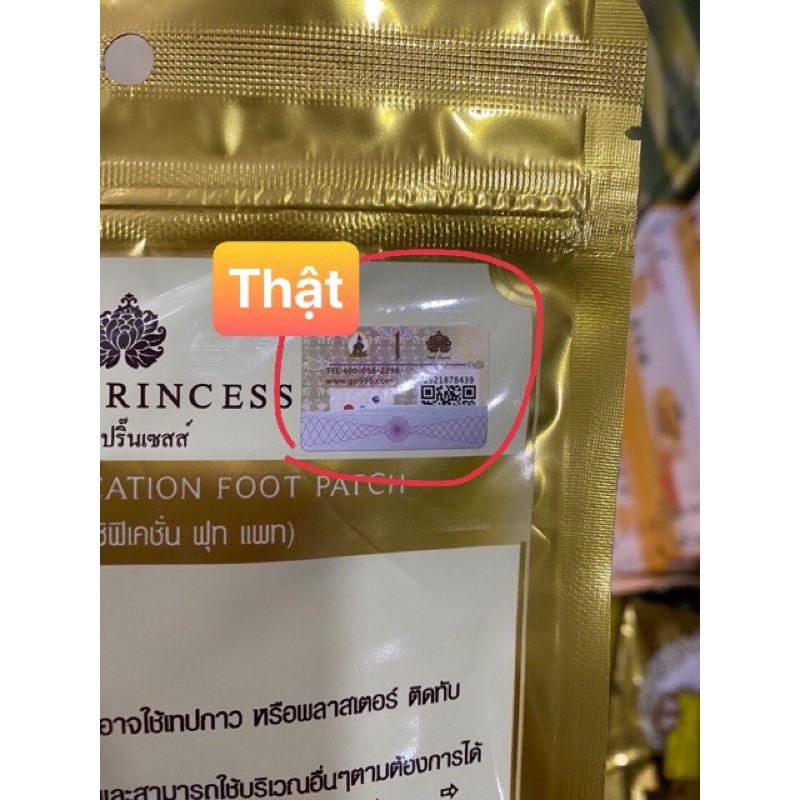 Thật
TEL:400-098-2298
www.gp999.com
RINCESS
ปริ๊นเซสส์
CATION FOOT PATCH
ซิฟิเคชั่น ฟุท แพท)
อาจใช้เทปกาว หรือพลาสเตอร์ ติดทับ
และสามารถใช้บริเวณอื่นๆตามต้องการได้